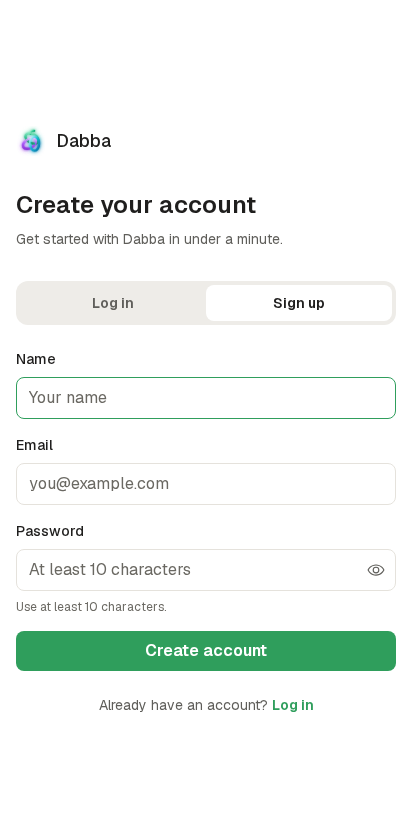 Dabba
Create your account
Get started with Dabba in under a minute.
Log in
Sign up
Name
Your name
Email
you@example.com
Password
At least 10 characters
Use at least 10 characters.
Create account
Already have an account? Log in